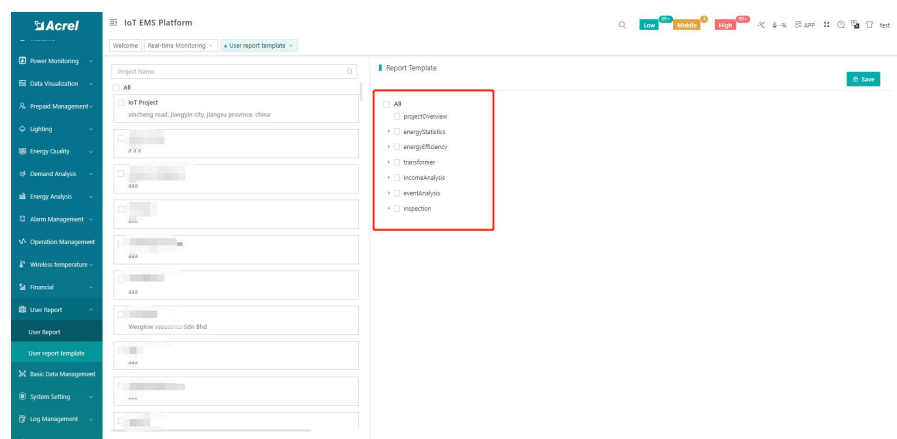 Acrel
IoT EMS Platform
Low 99+ Middle 2 High 99+ -℃ -% APP test
Welcome Real-time Monitoring User report template
Power Monitoring
Data Visualization
Prepaid Management
Lighting
Energy Quality
Demand Analysis
Energy Analysis
Alarm Management
Operation Management
Wireless temperature
Financial
User Report
User Report
User report template
Basic Data Management
System Setting
Log Management
Project Name
All
IoT Project
xincheng road, jiangyin city, jiangsu province, china
a'a'a
aaa
m
aaa
aaa
Sdn Bhd
Report Template
Save
All
projectOverview
energyStatistics
energyEfficiency
transformer
incomeAnalysis
eventAnalysis
inspection